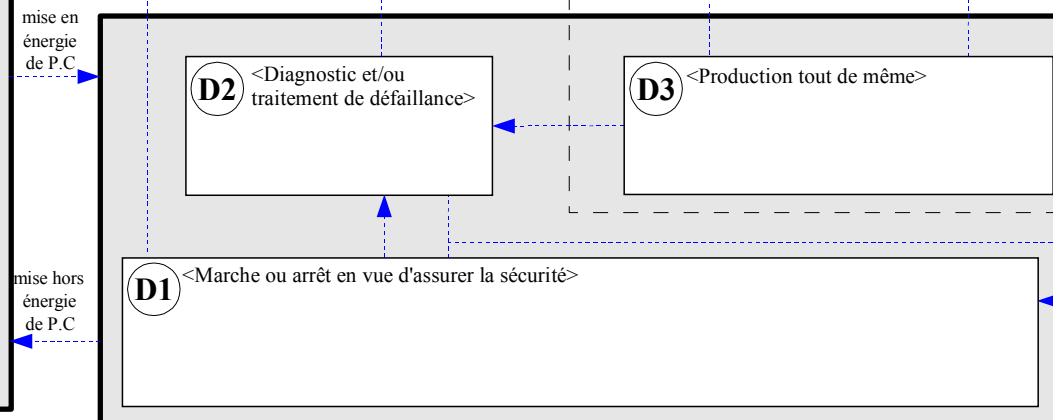 mise en
énergie
de P.C
D2
<Diagnostic et/ou
traitement de défaillance>
D3
<Production tout de même>
mise hors
énergie
de P.C
D1
<Marche ou arrêt en vue d'assurer la sécurité>